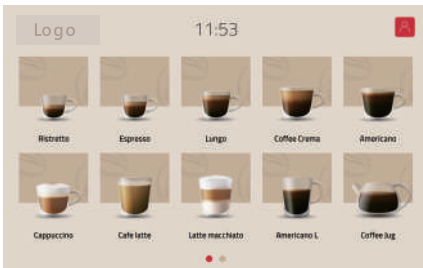 Logo
11:53
Ristretto
Espresso
Lungo
Coffee Crema
Americano
Cappuccino
Cafe latte
Latte macchiato
Americano L
Coffee Jug